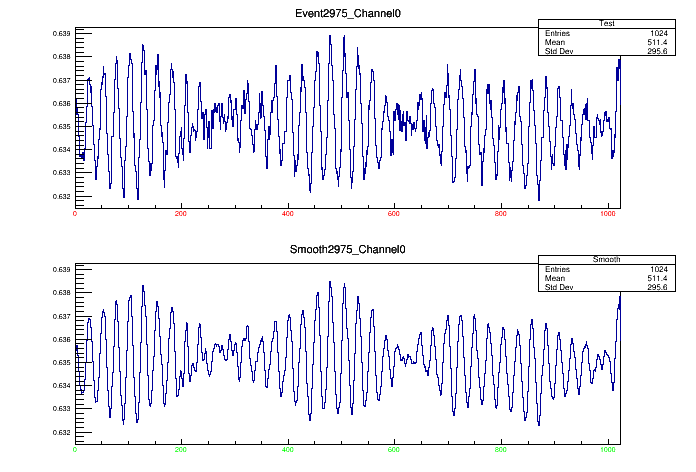 Event2975_Channel0
Test
Entries 1024
Mean 511.4
Std Dev 295.6
0.639
0.638
0.637
0.636
0.635
0.634
0.633
0.632
0 200 400 600 800 1000
Smooth2975_Channel0
Smooth
Entries 1024
Mean 511.4
Std Dev 295.6
0.639
0.638
0.637
0.636
0.635
0.634
0.633
0.632
0 200 400 600 800 1000